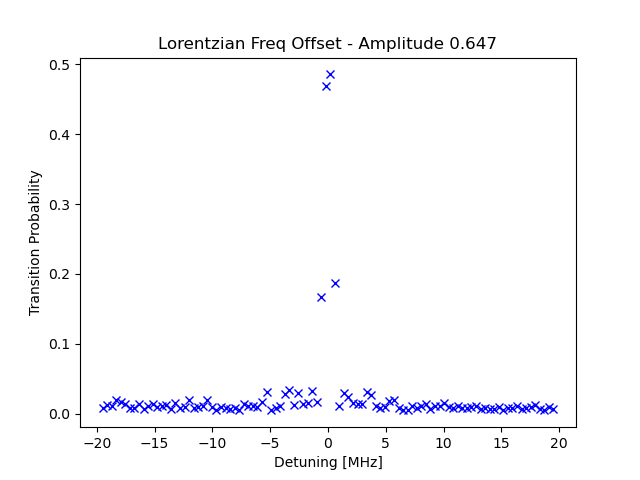 Lorentzian Freq Offset - Amplitude 0.647
0.5
0.4
0.3
0.2
0.1
0.0
Transition Probability
−20 −15 −10 −5 0 5 10 15 20
Detuning [MHz]